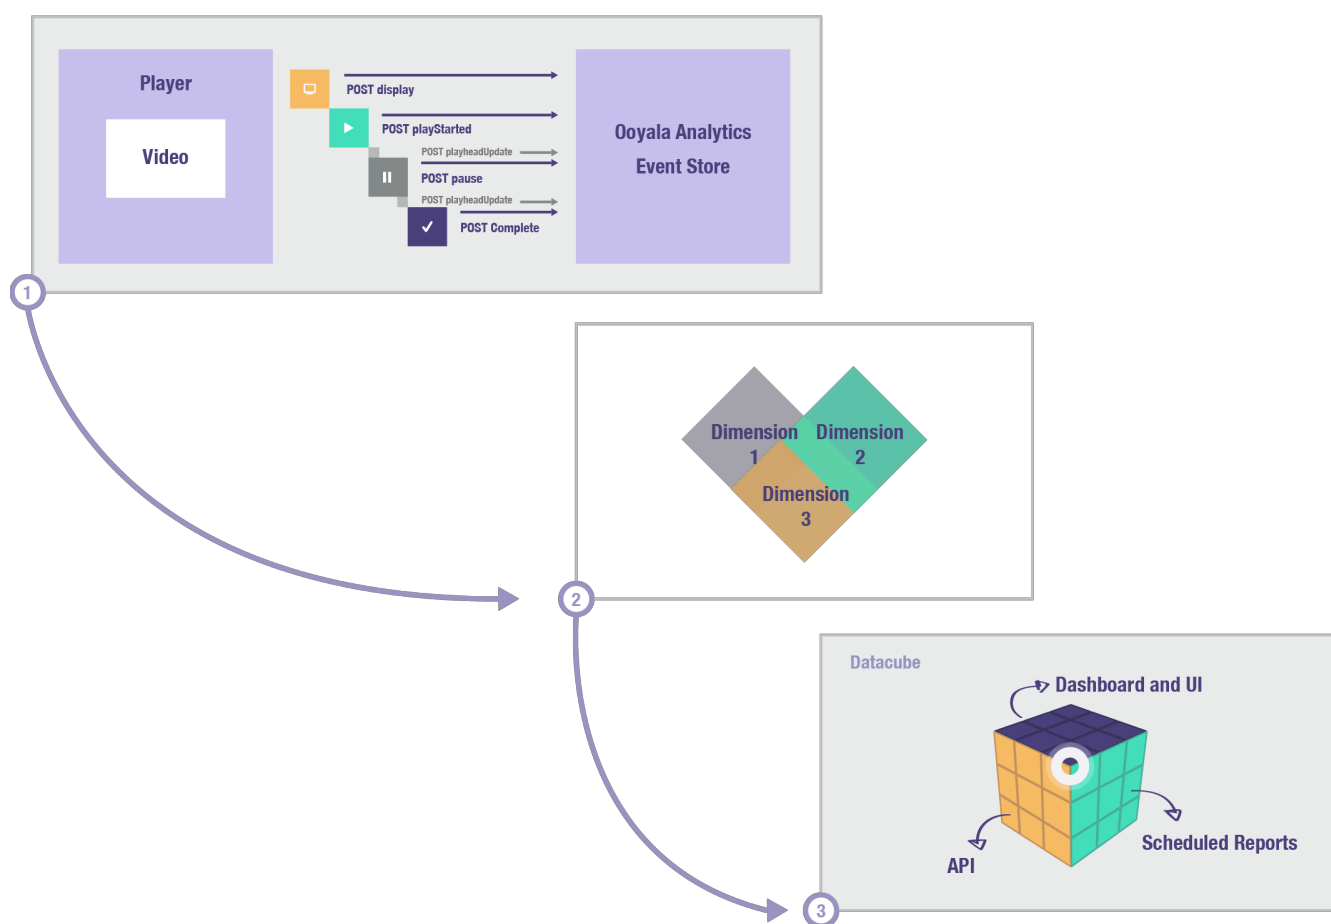 Player
Video
POST display
POST playStarted
POST playheadUpdate
POST pause
POST playheadUpdate
POST Complete
Ooyala Analytics
Event Store
1
Dimension
1
Dimension
2
Dimension
3
2
Datacube
Dashboard and UI
Scheduled Reports
API
3